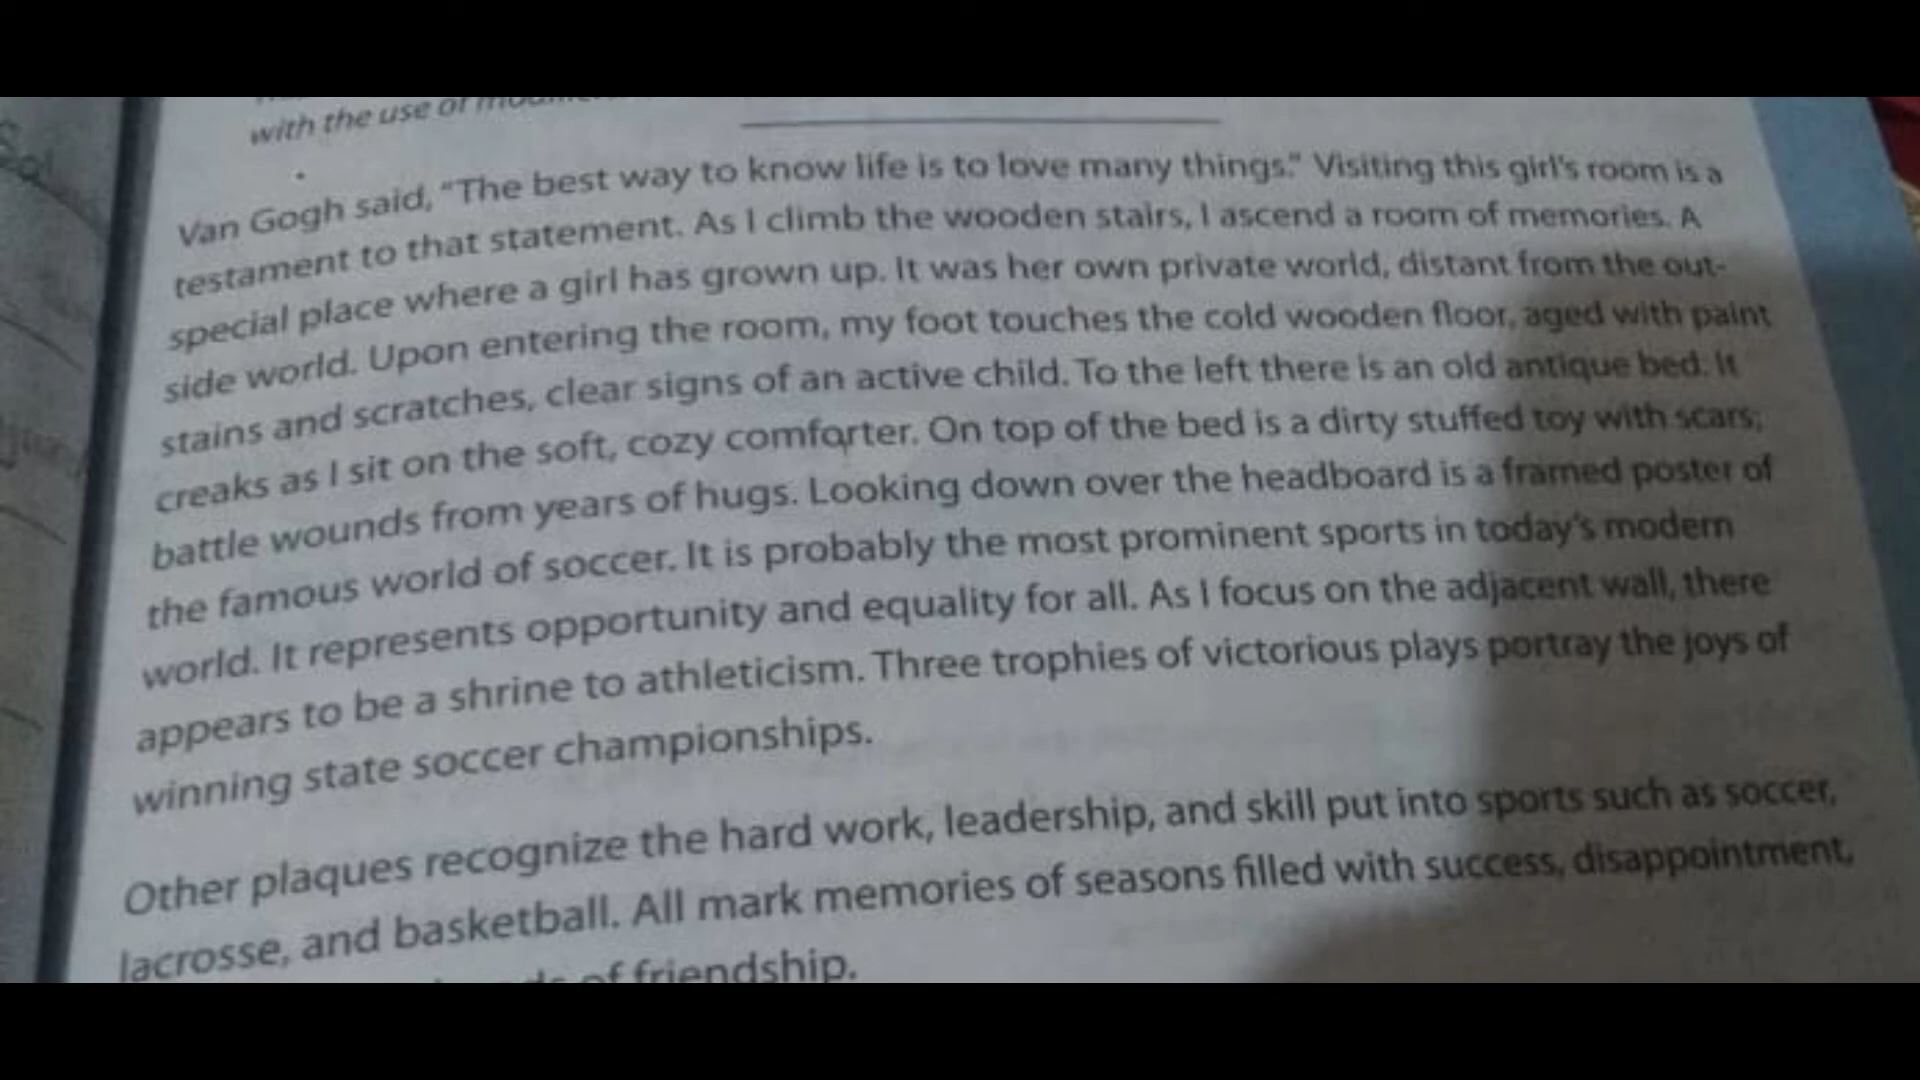 with the use of
Van Gogh said, "The best way to know life is to love many things." Visiting this girl's room is a
testament to that statement. As I climb the wooden stairs, I ascend a room of memories. A
special place where a girl has grown up. It was her own private world, distant from the out-
side world. Upon entering the room, my foot touches the cold wooden floor, aged with paint
stains and scratches, clear signs of an active child. To the left there is an old antique bed. It
creaks as I sit on the soft, cozy comforter. On top of the bed is a dirty stuffed toy with scars;
battle wounds from years of hugs. Looking down over the headboard is a framed poster of
the famous world of soccer. It is probably the most prominent sports in today's modern
world. It represents opportunity and equality for all. As I focus on the adjacent wall, there
appears to be a shrine to athleticism. Three trophies of victorious plays portray the joys of
winning state soccer championships.
Other plaques recognize the hard work, leadership, and skill put into sports such as soccer,
lacrosse, and basketball. All mark memories of seasons filled with success, disappointment,
of friendship.